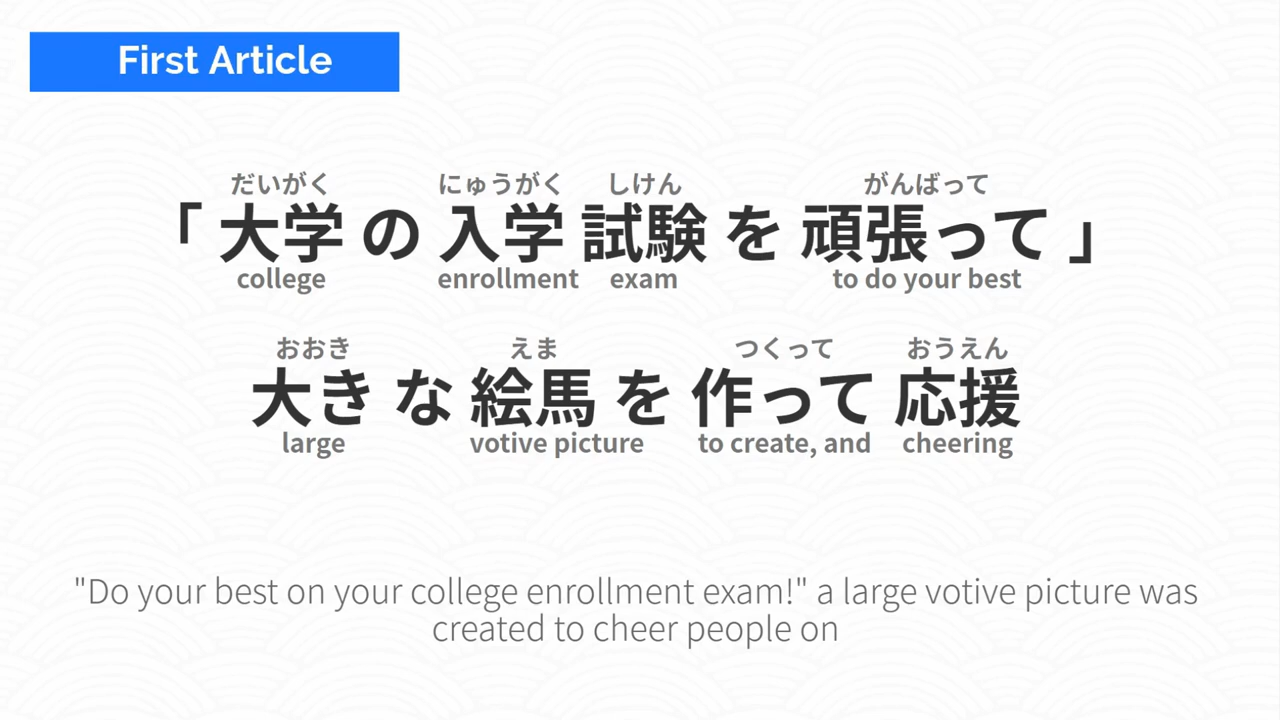 First Article
だいがく にゅうがく しけん がんばって
「大学 の 入学 試験 を 頑張って」
college enrollment exam to do your best
おおき えま つくって おうえん
大き な 絵馬 を 作って 応援
large votive picture to create, and cheering
"Do your best on your college enrollment exam!" a large votive picture was
created to cheer people on